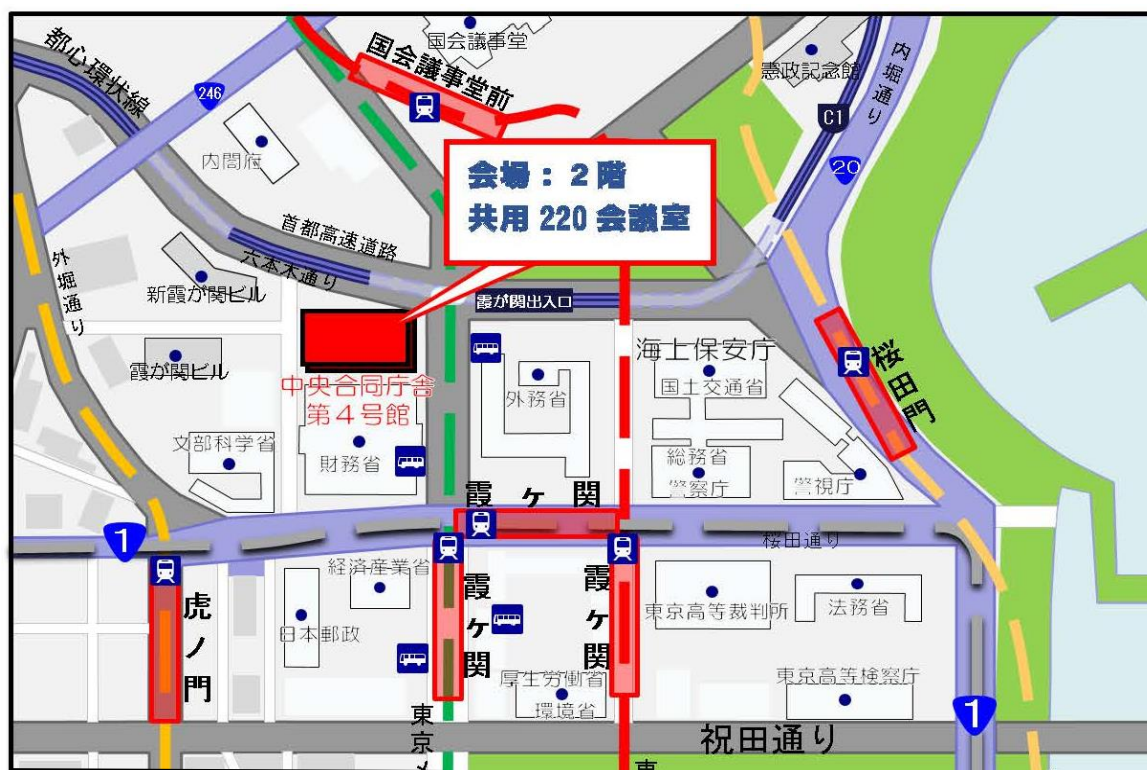 都心環状線
246
国会議事堂前
国会議事堂
憲政記念館
内堀通り
C1
20
内閣府
会場：２階
共用 220 会議室
首都高速道路
六本木通り
外堀通り
新霞が関ビル
霞が関出入口
霞が関ビル
中央合同庁舎
第４号館
外務省
海上保安庁
国土交通省
桜田門
文部科学省
財務省
総務省
警察庁
警視庁
霞ヶ関
1
桜田通り
経済産業省
虎ノ門
日本郵政
霞ヶ関
霞ヶ関
厚生労働省
環境省
東京高等裁判所
法務省
東京高等検察庁
1
祝田通り
東京メ
東